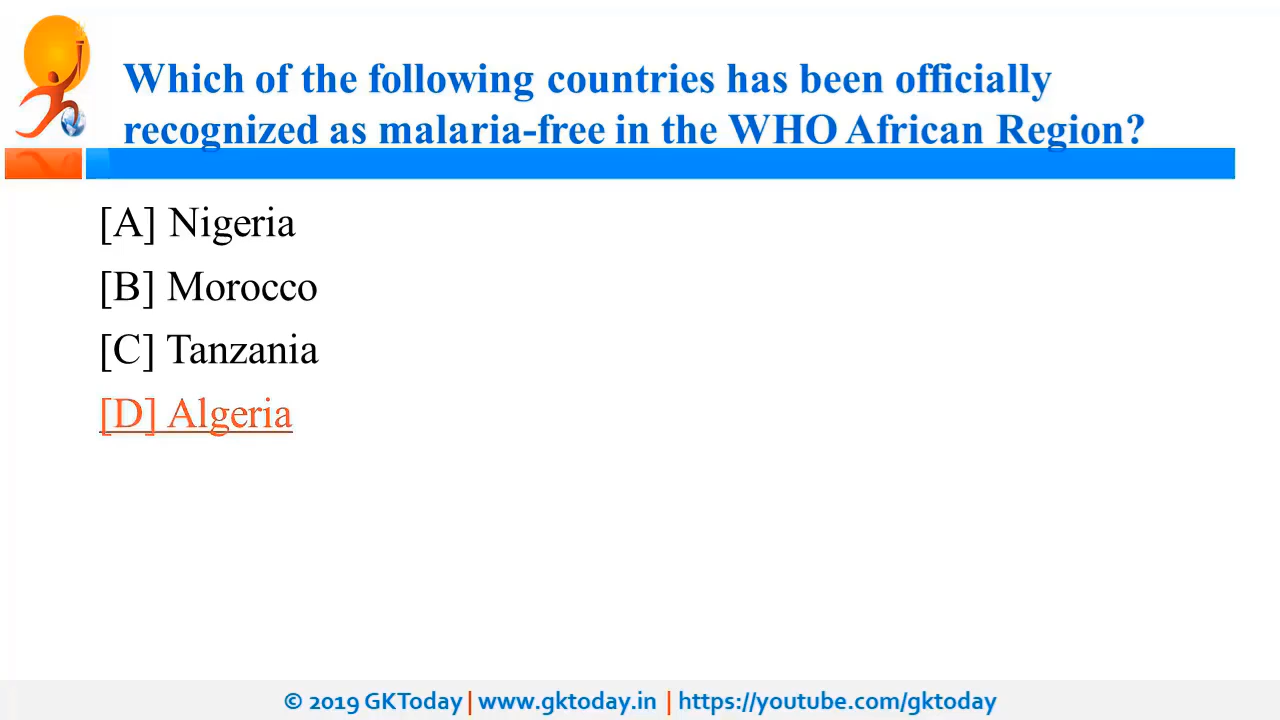 Which of the following countries has been officially
recognized as malaria-free in the WHO African Region?
[A] Nigeria
[B] Morocco
[C] Tanzania
[D] Algeria
© 2019 GKToday | www.gktoday.in | https://youtube.com/gktoday